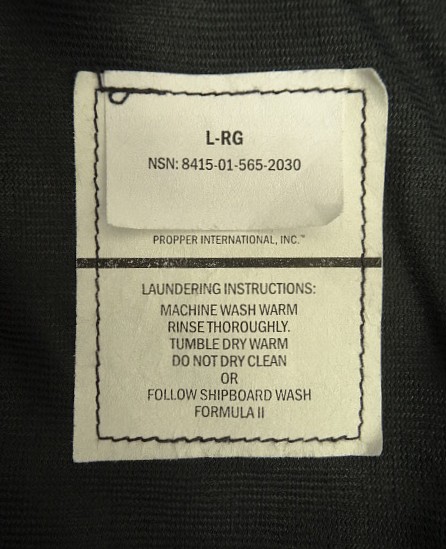 L-RG
NSN: 8415-01-565-2030
PROPPER INTERNATIONAL, INC.™
LAUNDERING INSTRUCTIONS:
MACHINE WASH WARM
RINSE THOROUGHLY.
TUMBLE DRY WARM
DO NOT DRY CLEAN
OR
FOLLOW SHIPBOARD WASH
FORMULA II